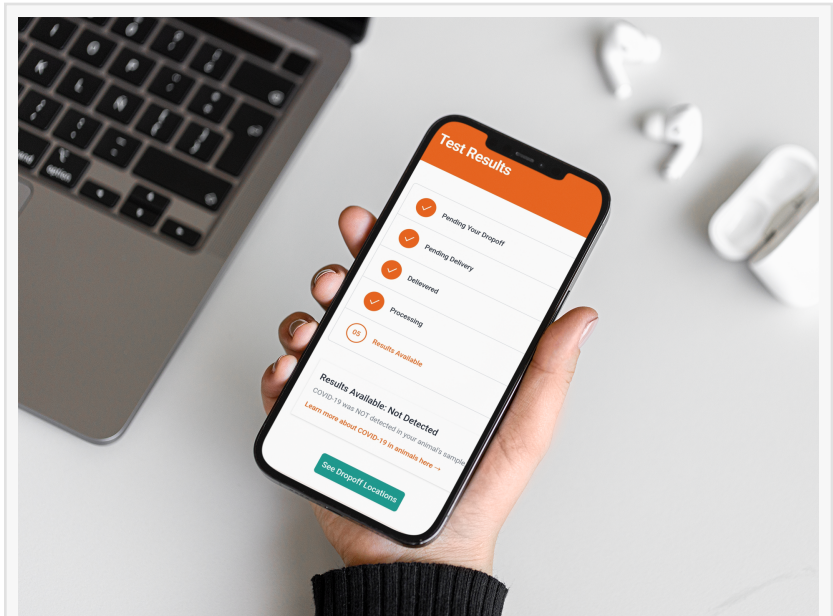 Test Results
Pending Your Dropoff
Pending Delivery
Delievered
Processing
05
Results Available
Results Available: Not Detected
COVID-19 was NOT detected in your animal's sample
Learn more about COVID-19 in animals here →
See Dropoff Locations
option